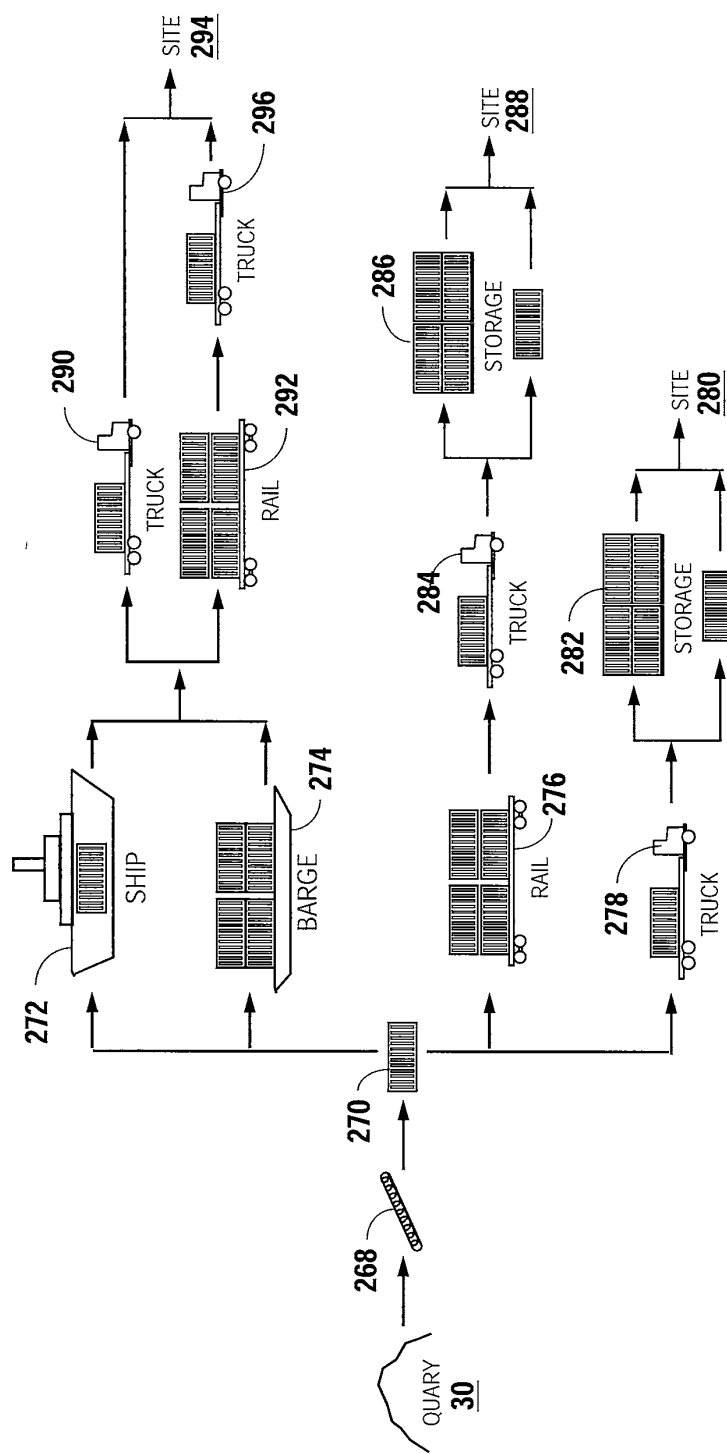 QUARY
30
268
270
272
SHIP
274
BARGE
276
RAIL
278
TRUCK
290
TRUCK
292
RAIL
296
TRUCK
SITE
294
284
TRUCK
286
STORAGE
SITE
288
282
STORAGE
SITE
280